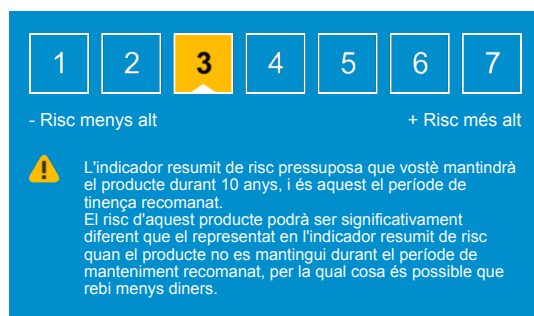 1 2 3 4 5 6 7
- Risc menys alt + Risc més alt
L'indicador resumit de risc pressuposa que vostè mantindrà
el producte durant 10 anys, i és aquest el període de
tinença recomanat.
El risc d'aquest producte podrà ser significativament
diferent que el representat en l'indicador resumit de risc
quan el producte no es mantingui durant el període de
manteniment recomanat, per la qual cosa és possible que
rebi menys diners.